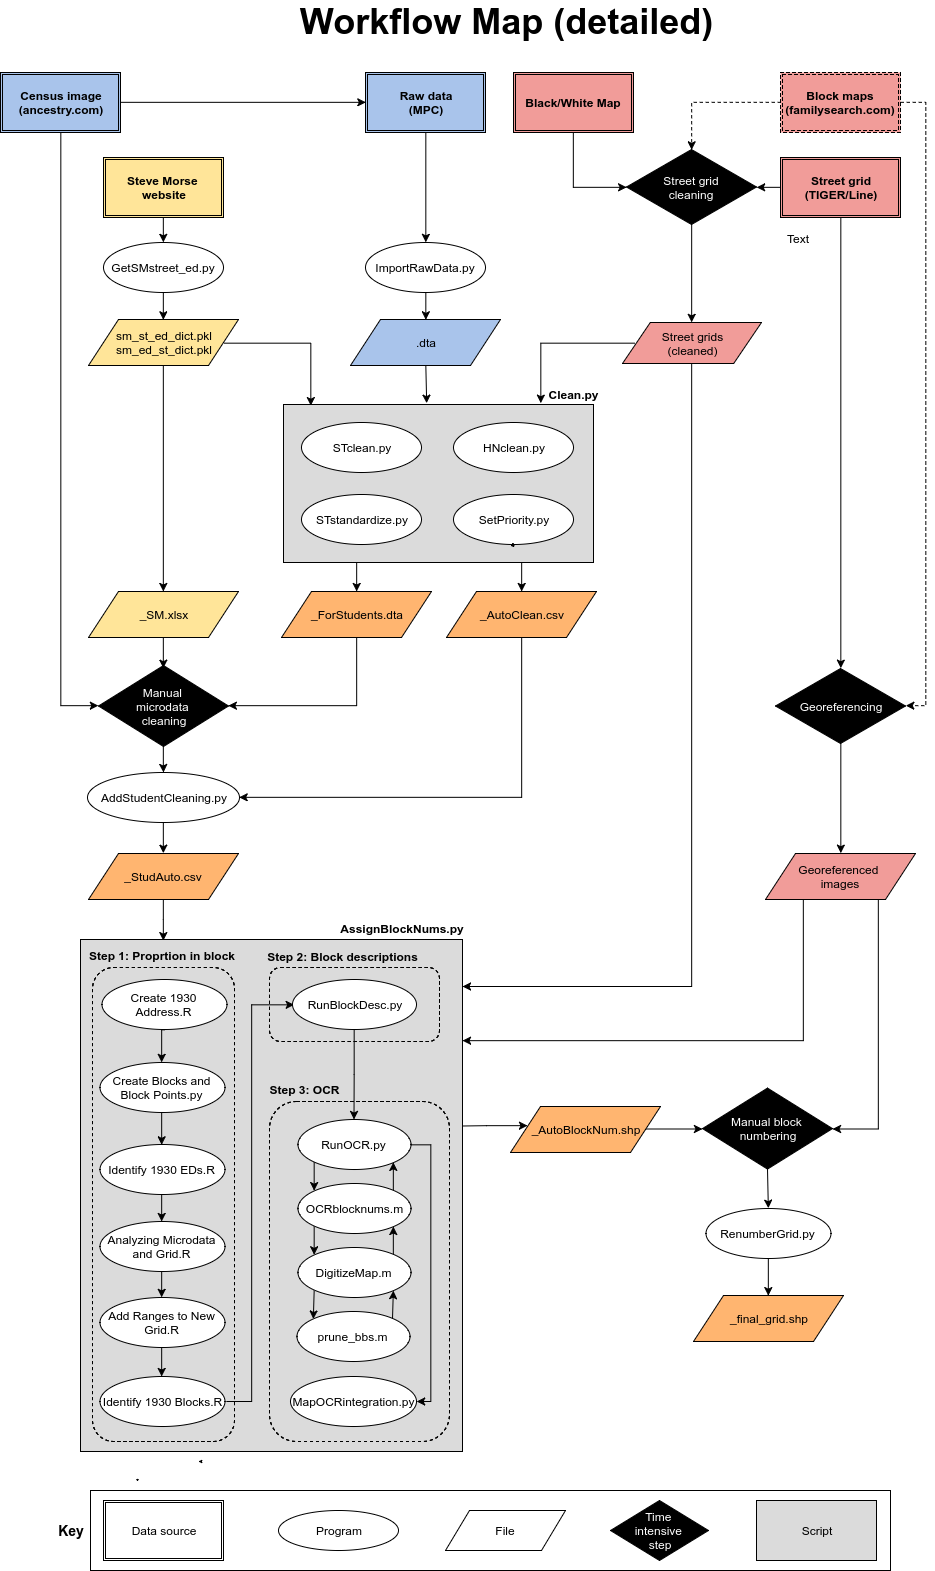 Workflow Map (detailed)
Census image
(ancestry.com)
Raw data
(MPC)
Black/White Map
Block maps
(familysearch.com)
Steve Morse
website
Street grid
cleaning
Street grid
(TIGER/Line)
Text
GetSMstreet_ed.py
ImportRawData.py
sm_st_ed_dict.pkl
sm_ed_st_dict.pkl
.dta
Street grids
(cleaned)
Clean.py
STclean.py
HNclean.py
STstandardize.py
SetPriority.py
_SM.xlsx
_ForStudents.dta
_AutoClean.csv
Manual
microdata
cleaning
Georeferencing
AddStudentCleaning.py
_StudAuto.csv
Georeferenced
images
AssignBlockNums.py
Step 1: Proprtion in block
Step 2: Block descriptions
Create 1930
Address.R
RunBlockDesc.py
Create Blocks and
Block Points.py
Step 3: OCR
Identify 1930 EDs.R
RunOCR.py
_AutoBlockNum.shp
Manual block
numbering
OCRblocknums.m
Analyzing Microdata
and Grid.R
RenumberGrid.py
DigitizeMap.m
Add Ranges to New
Grid.R
prune_bbs.m
_final_grid.shp
Identify 1930 Blocks.R
MapOCRintegration.py
Key
Data source
Program
File
Time
intensive
step
Script